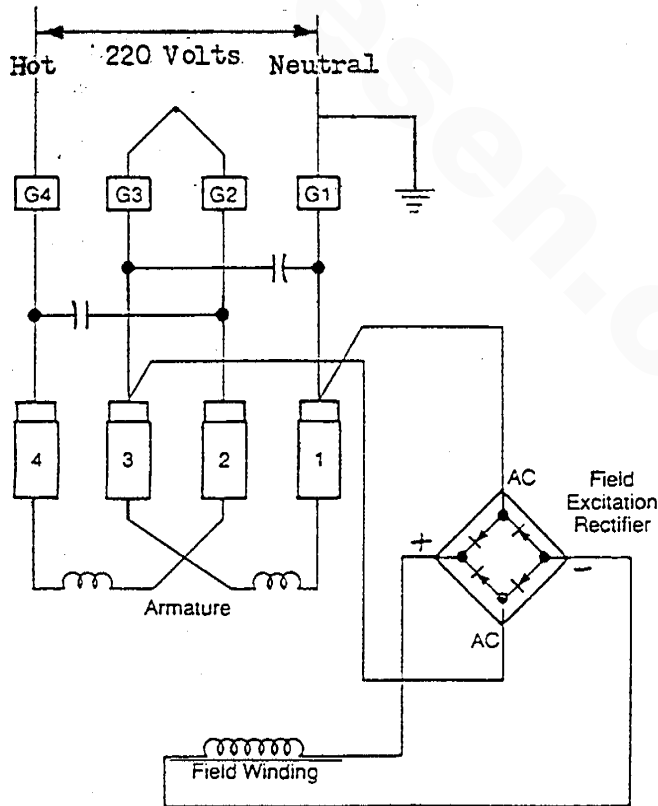 220 Volts
Hot
Neutral
G4
G3
G2
G1
4
3
2
1
AC
Field
Excitation
Rectifier
+
-
Armature
AC
Field Winding
esen.c